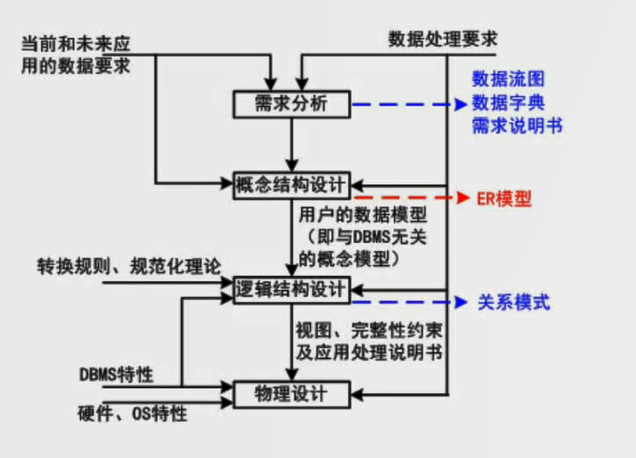 当前和未来应
用的数据要求
数据处理要求
需求分析
数据流图
数据字典
需求说明书
概念结构设计
ER模型
用户的数据模型
（即与DBMS无关
的概念模型）
转换规则、规范化理论
逻辑结构设计
关系模式
视图、完整性约束
及应用处理说明书
DBMS特性
物理设计
硬件、OS特性